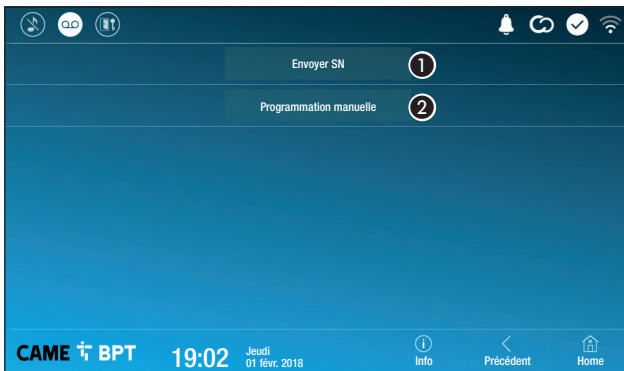 Envoyer SN 1
Programmation manuelle 2
CAME BPT 19:02 Jeudi
01 févr. 2018
Info Précédent Home